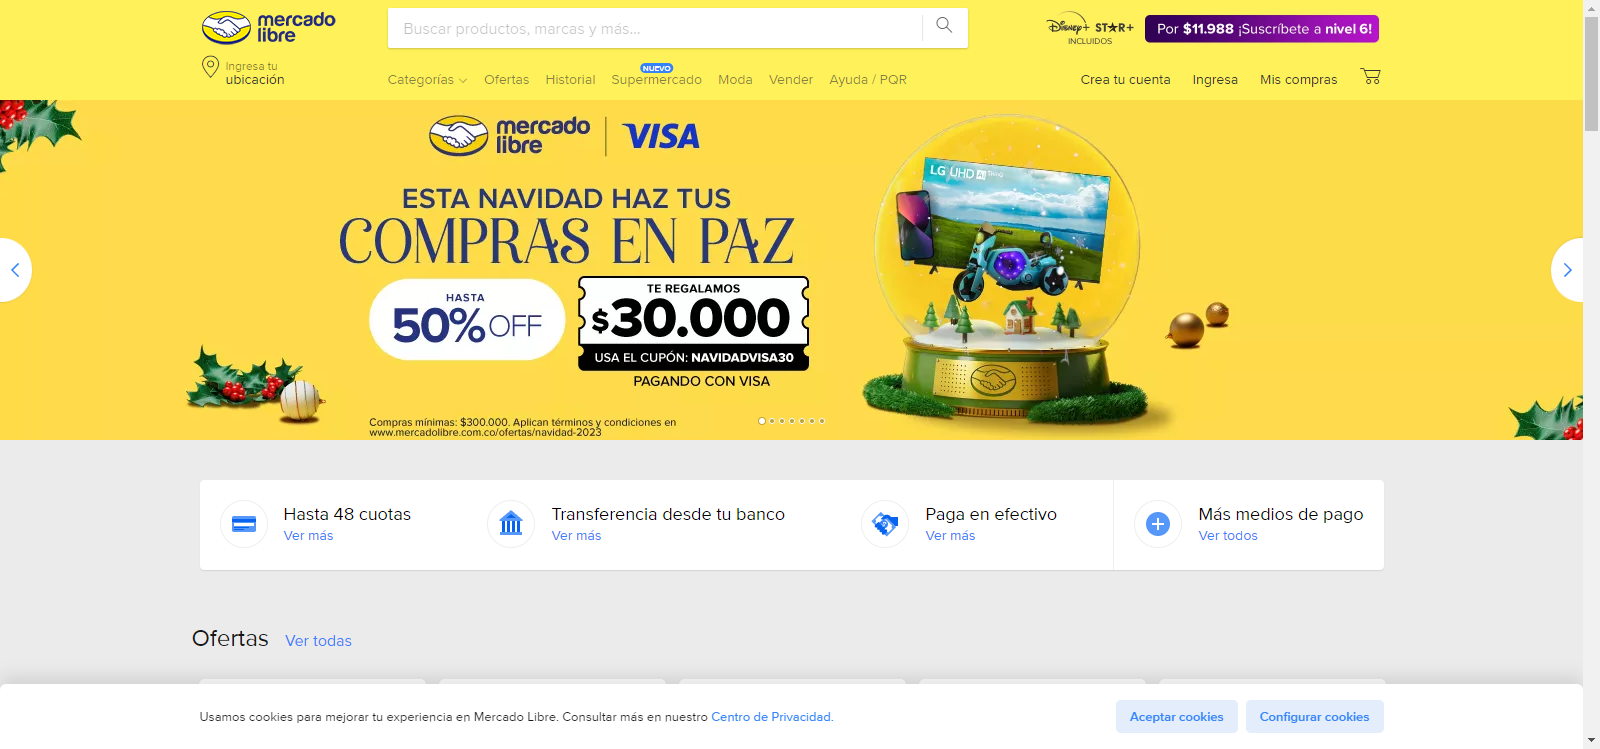 mercado
libre
Buscar productos, marcas y más...
Disney+ STAR+
INCLUIDOS
Por $11.988 ¡Suscríbete a nivel 6!
Ingresa tu
ubicación
Categorías
Ofertas
Historial
NUEVO
Supermercado
Moda
Vender
Ayuda / PQR
Crea tu cuenta
Ingresa
Mis compras
mercado
libre
VISA
ESTA NAVIDAD HAZ TUS
COMPRAS EN PAZ
HASTA
50% OFF
TE REGALAMOS
$30.000
USA EL CUPÓN: NAVIDADVISA30
PAGANDO CON VISA
LG UHD AI ThinQ
Compras mínimas: $300.000. Aplican términos y condiciones en
www.mercadolibre.com.co/ofertas/navidad-2023
Hasta 48 cuotas
Ver más
Transferencia desde tu banco
Ver más
Paga en efectivo
Ver más
Más medios de pago
Ver todos
Ofertas
Ver todas
Usamos cookies para mejorar tu experiencia en Mercado Libre. Consultar más en nuestro Centro de Privacidad.
Aceptar cookies
Configurar cookies